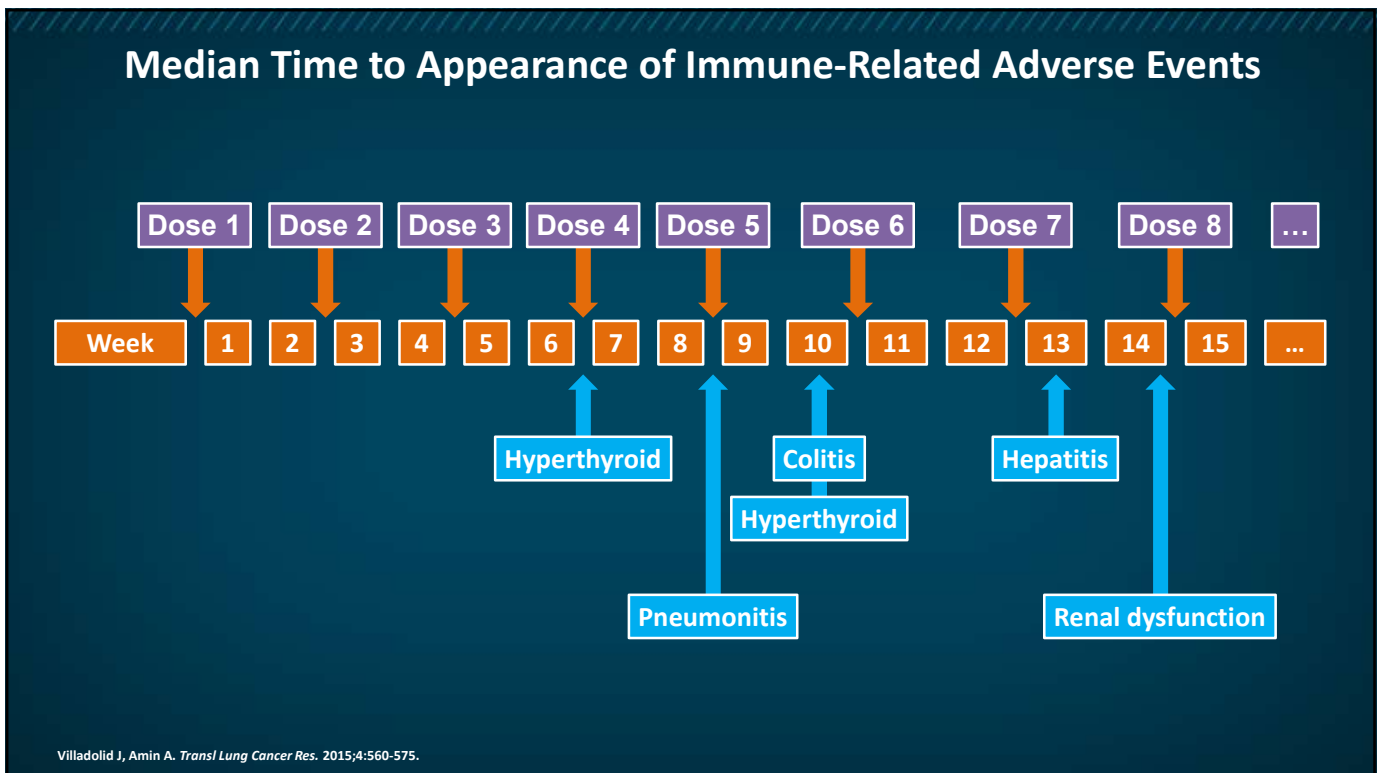 Median Time to Appearance of Immune-Related Adverse Events
Dose 1 Dose 2 Dose 3 Dose 4 Dose 5 Dose 6 Dose 7 Dose 8 ...
Week 1 2 3 4 5 6 7 8 9 10 11 12 13 14 15 ...
Hyperthyroid Colitis Hepatitis
Hyperthyroid
Pneumonitis Renal dysfunction
Villadolid J, Amin A. Transl Lung Cancer Res. 2015;4:560-575.